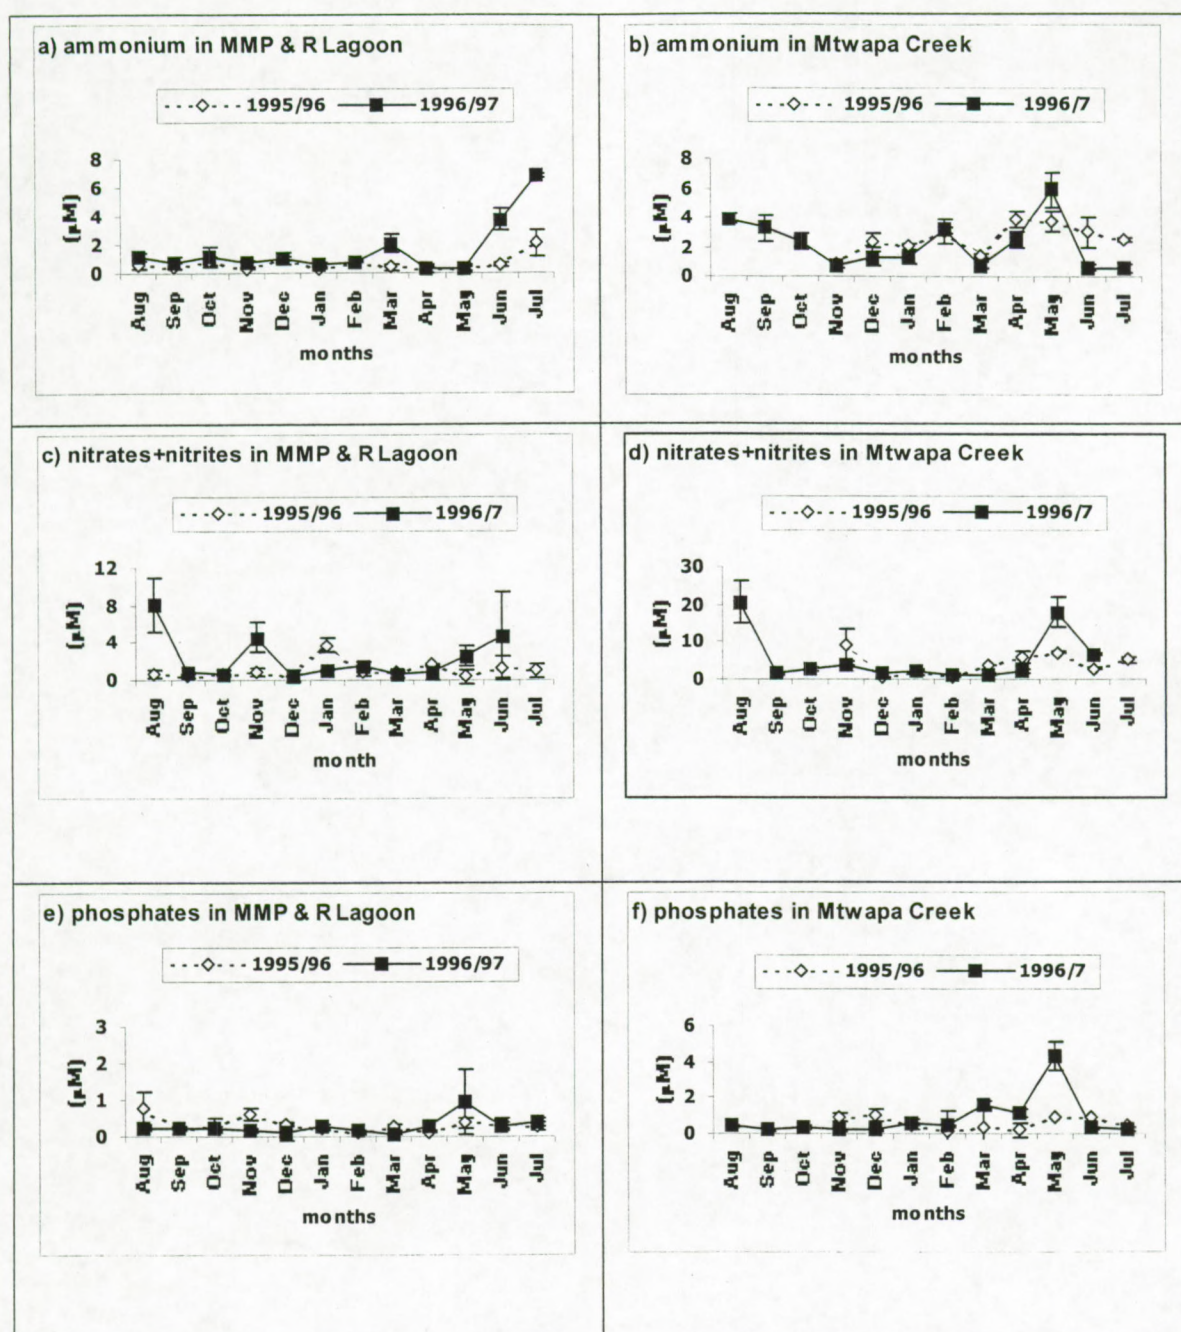 a) ammonium in MMP & R Lagoon
1995/96 1996/97
8
6
4
2
0
[µM]
Aug Sep Oct Nov Dec Jan Feb Mar Apr May Jun Jul
months
b) ammonium in Mtwapa Creek
1995/96 1996/7
8
6
4
2
0
[µM]
Aug Sep Oct Nov Dec Jan Feb Mar Apr May Jun Jul
months
c) nitrates+nitrites in MMP & R Lagoon
1995/96 1996/7
12
8
4
0
[µM]
Aug Sep Oct Nov Dec Jan Feb Mar Apr May Jun Jul
month
d) nitrates+nitrites in Mtwapa Creek
1995/96 1996/7
30
20
10
0
[µM]
Aug Sep Oct Nov Dec Jan Feb Mar Apr May Jun Jul
months
e) phosphates in MMP & R Lagoon
1995/96 1996/97
3
2
1
0
[µM]
Aug Sep Oct Nov Dec Jan Feb Mar Apr May Jun Jul
months
f) phosphates in Mtwapa Creek
1995/96 1996/7
6
4
2
0
[µM]
Aug Sep Oct Nov Dec Jan Feb Mar Apr May Jun Jul
months